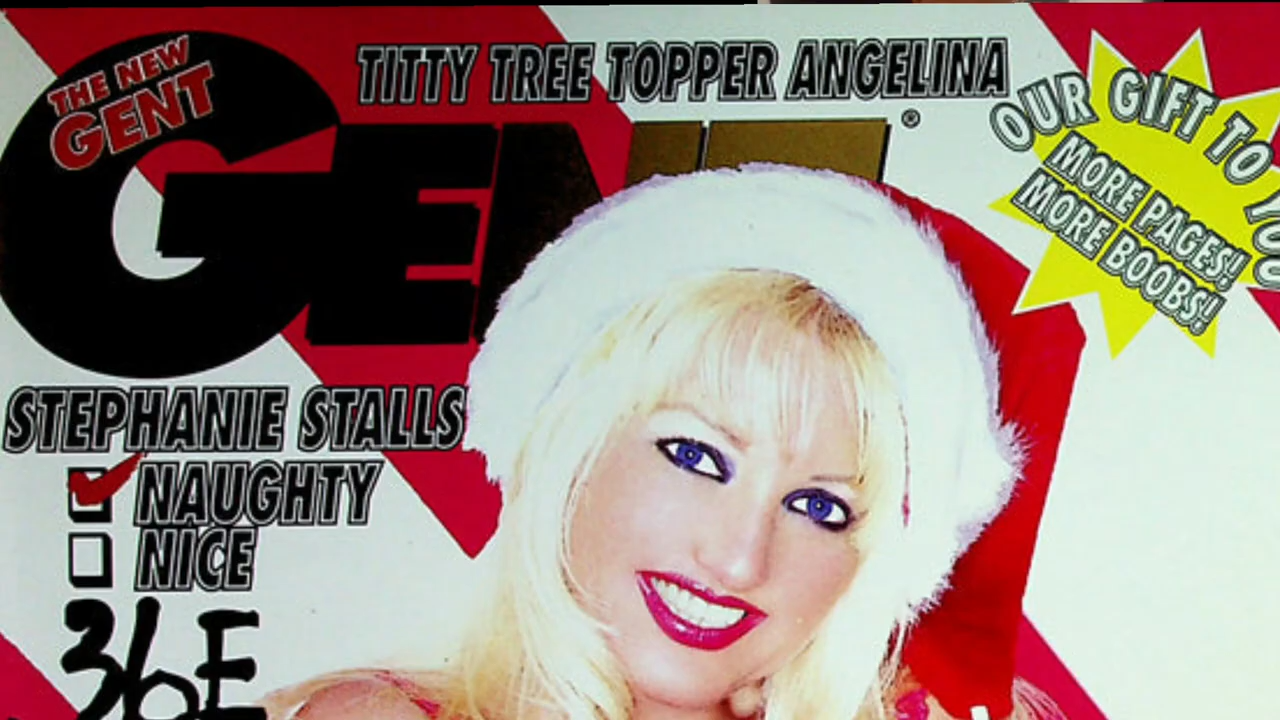 THE NEW
GENT
TITTY TREE TOPPER ANGELINA
GENT®
OUR GIFT TO YOU
MORE PAGES!
MORE BOOBS!
STEPHANIE STALLS
NAUGHTY
NICE
36E